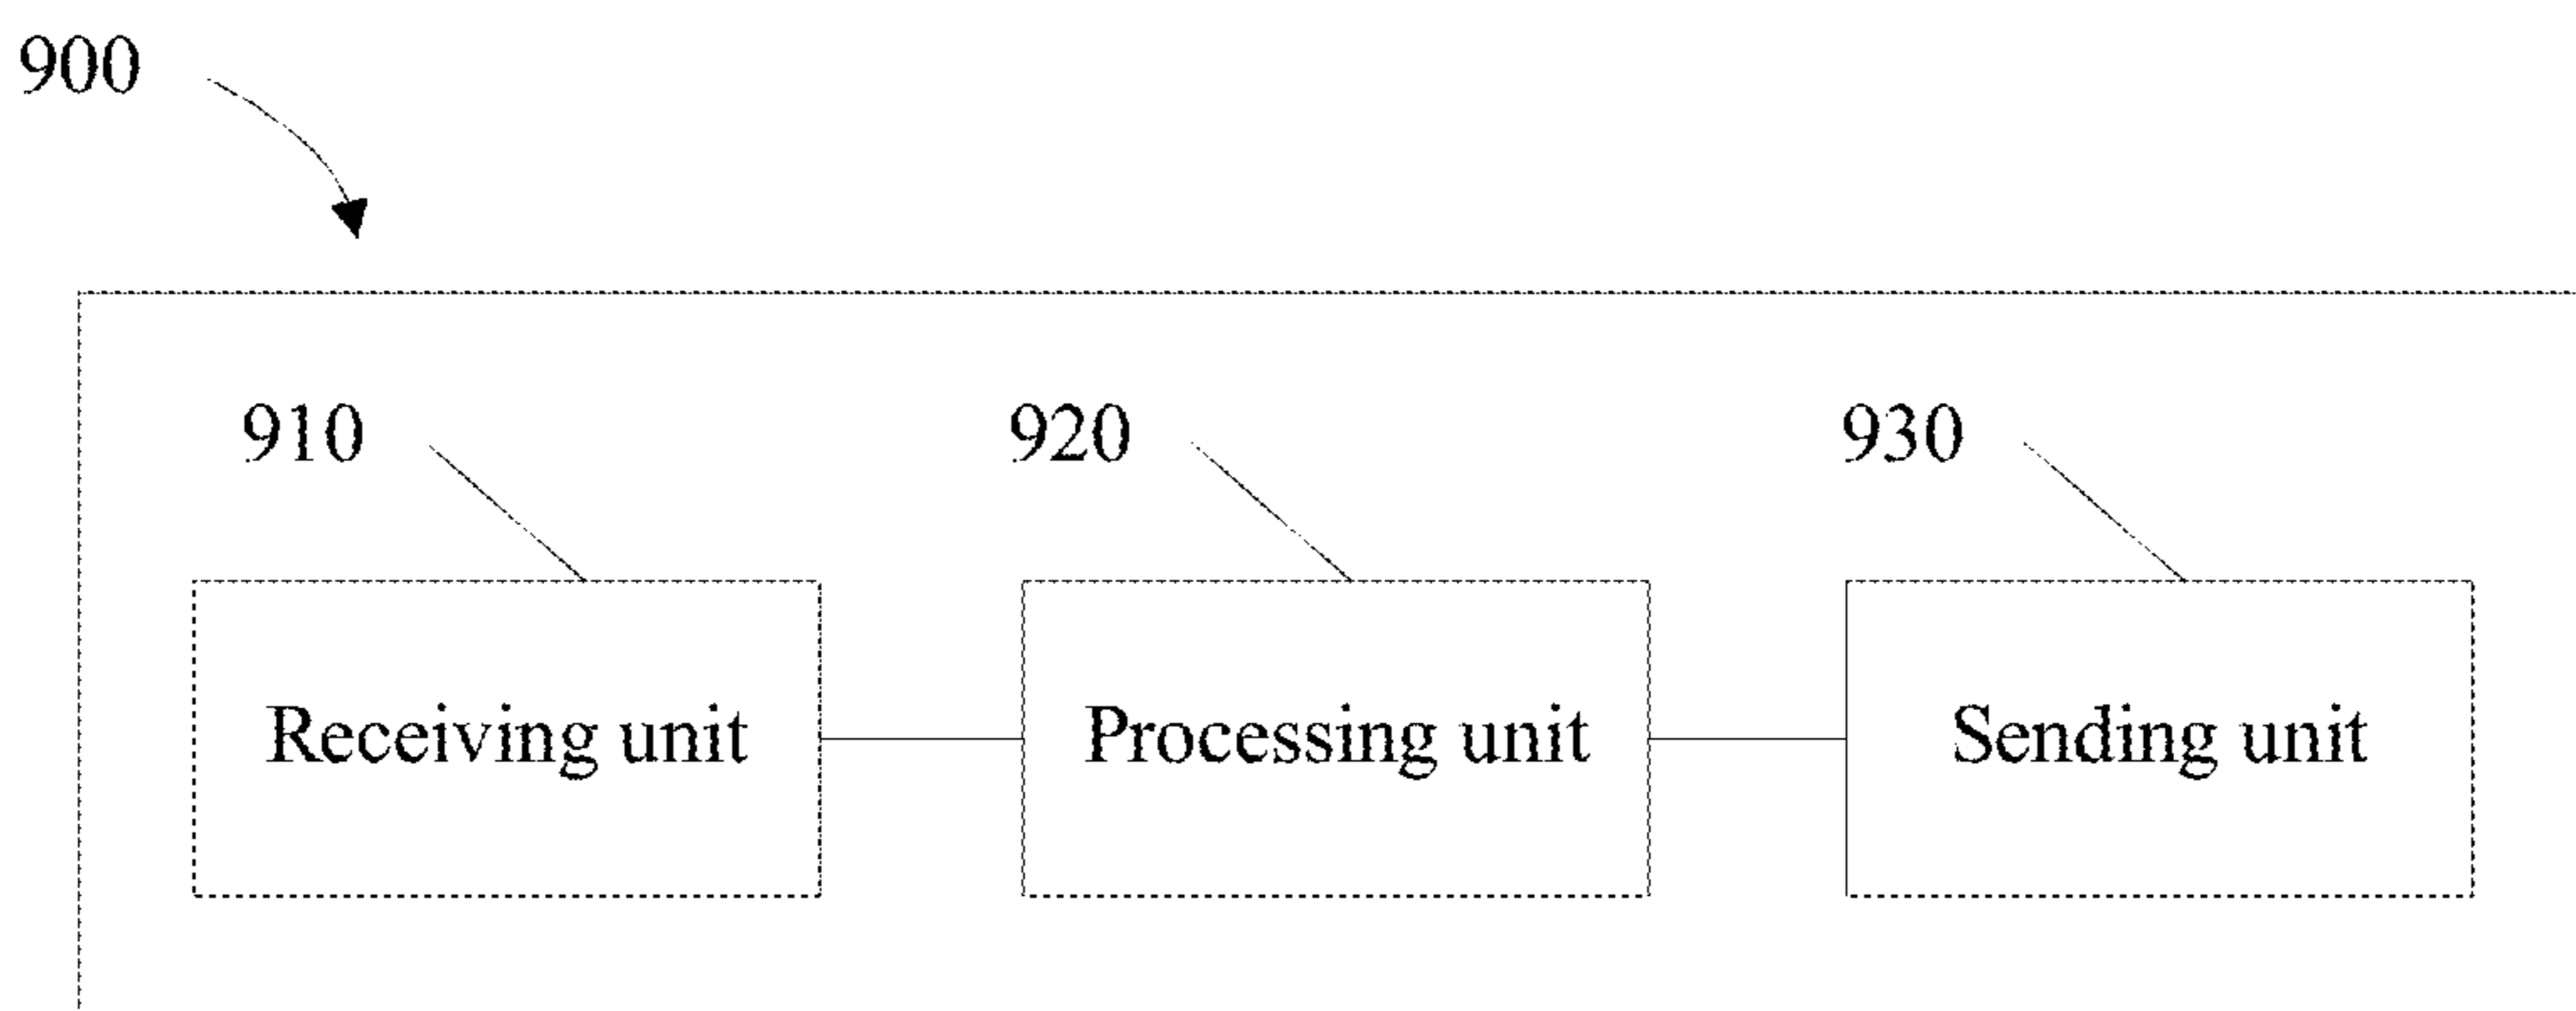 900
910
920
930
Receiving unit
Processing unit
Sending unit